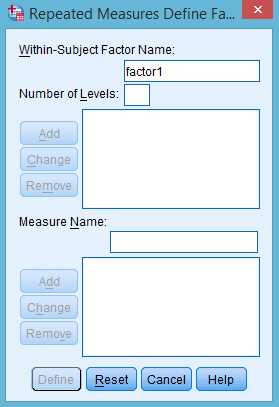 Repeated Measures Define Fa...
Within-Subject Factor Name:
factor1
Number of Levels:
Add
Change
Remove
Measure Name:
Add
Change
Remove
Define Reset Cancel Help